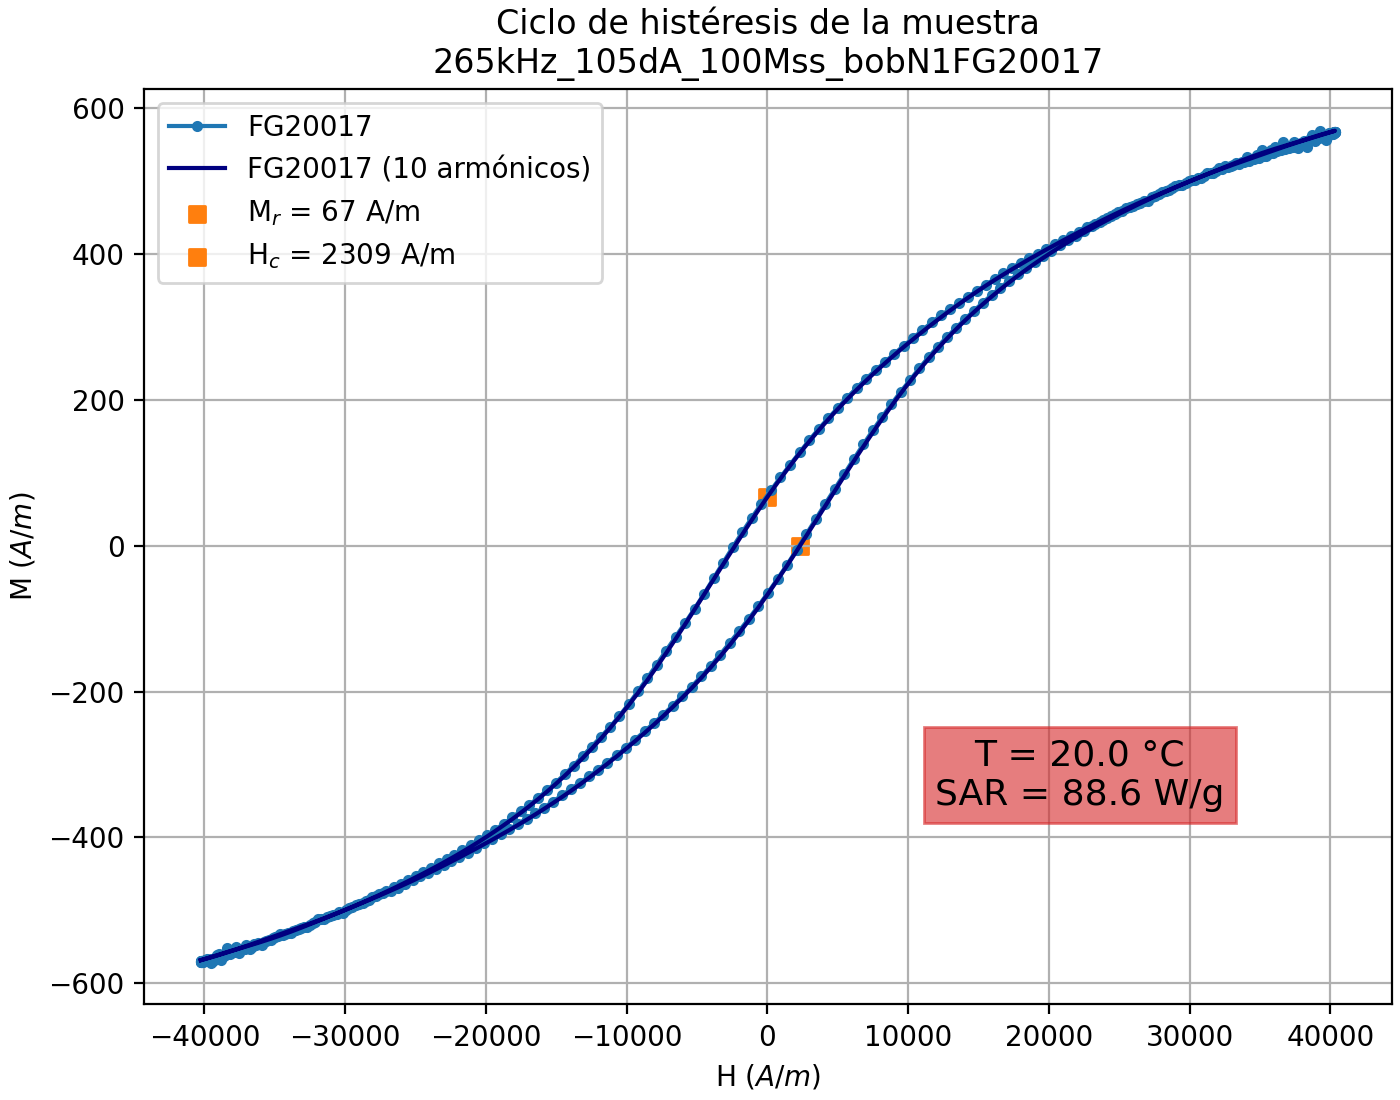 Ciclo de histéresis de la muestra
265kHz_105dA_100Mss_bobN1FG20017
FG20017
FG20017 (10 armónicos)
Mr = 67 A/m
Hc = 2309 A/m
600
400
200
0
−200
−400
−600
M (A/m)
T = 20.0 °C
SAR = 88.6 W/g
−40000 −30000 −20000 −10000 0 10000 20000 30000 40000
H (A/m)